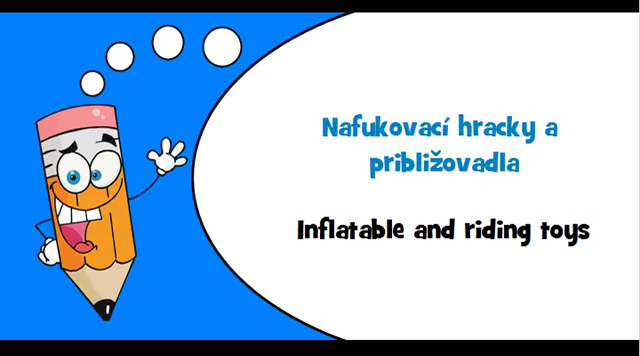 Nafukovací hracky a
približovadla
Inflatable and riding toys